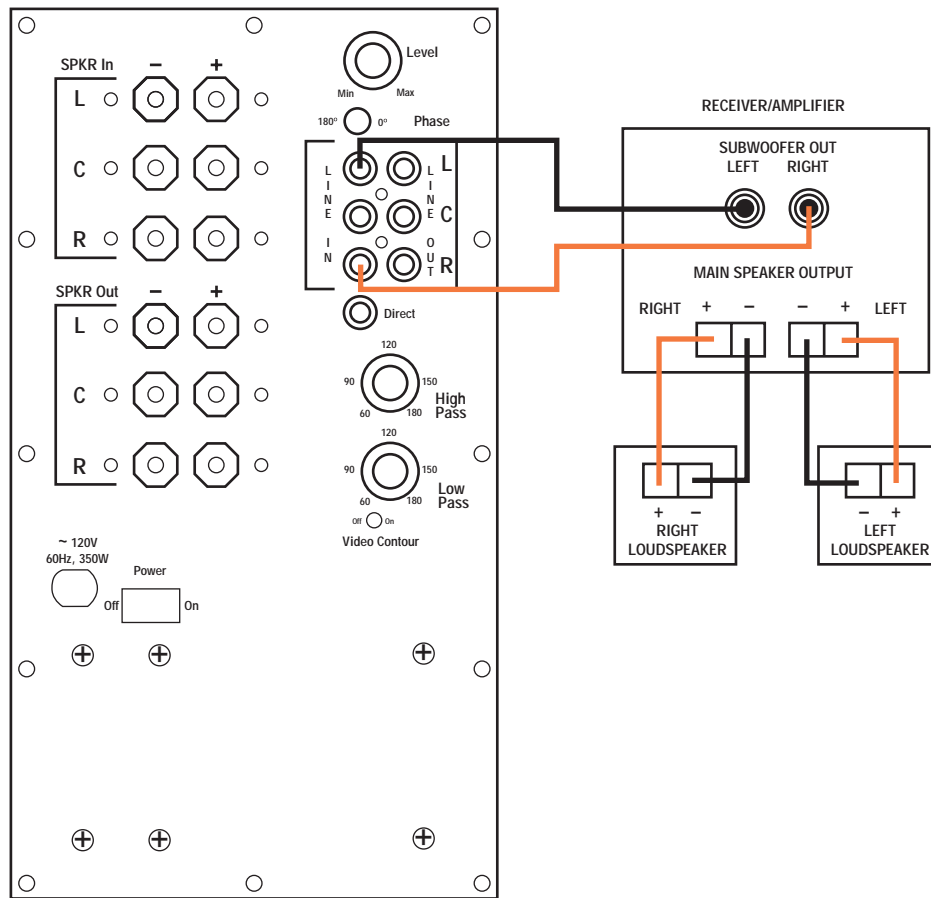 SPKR In
− +
L
C
R
SPKR Out
− +
L
C
R
~ 120V
60Hz, 350W
Power
Off On
Level
Min Max
180° 0° Phase
LINE IN
LINE OUT
L
C
R
Direct
120
90 150
60 180
High
Pass
120
90 150
60 180
Low
Pass
Off On
Video Contour
RECEIVER/AMPLIFIER
SUBWOOFER OUT
LEFT RIGHT
MAIN SPEAKER OUTPUT
RIGHT + − − + LEFT
+ −
RIGHT
LOUDSPEAKER
− +
LEFT
LOUDSPEAKER